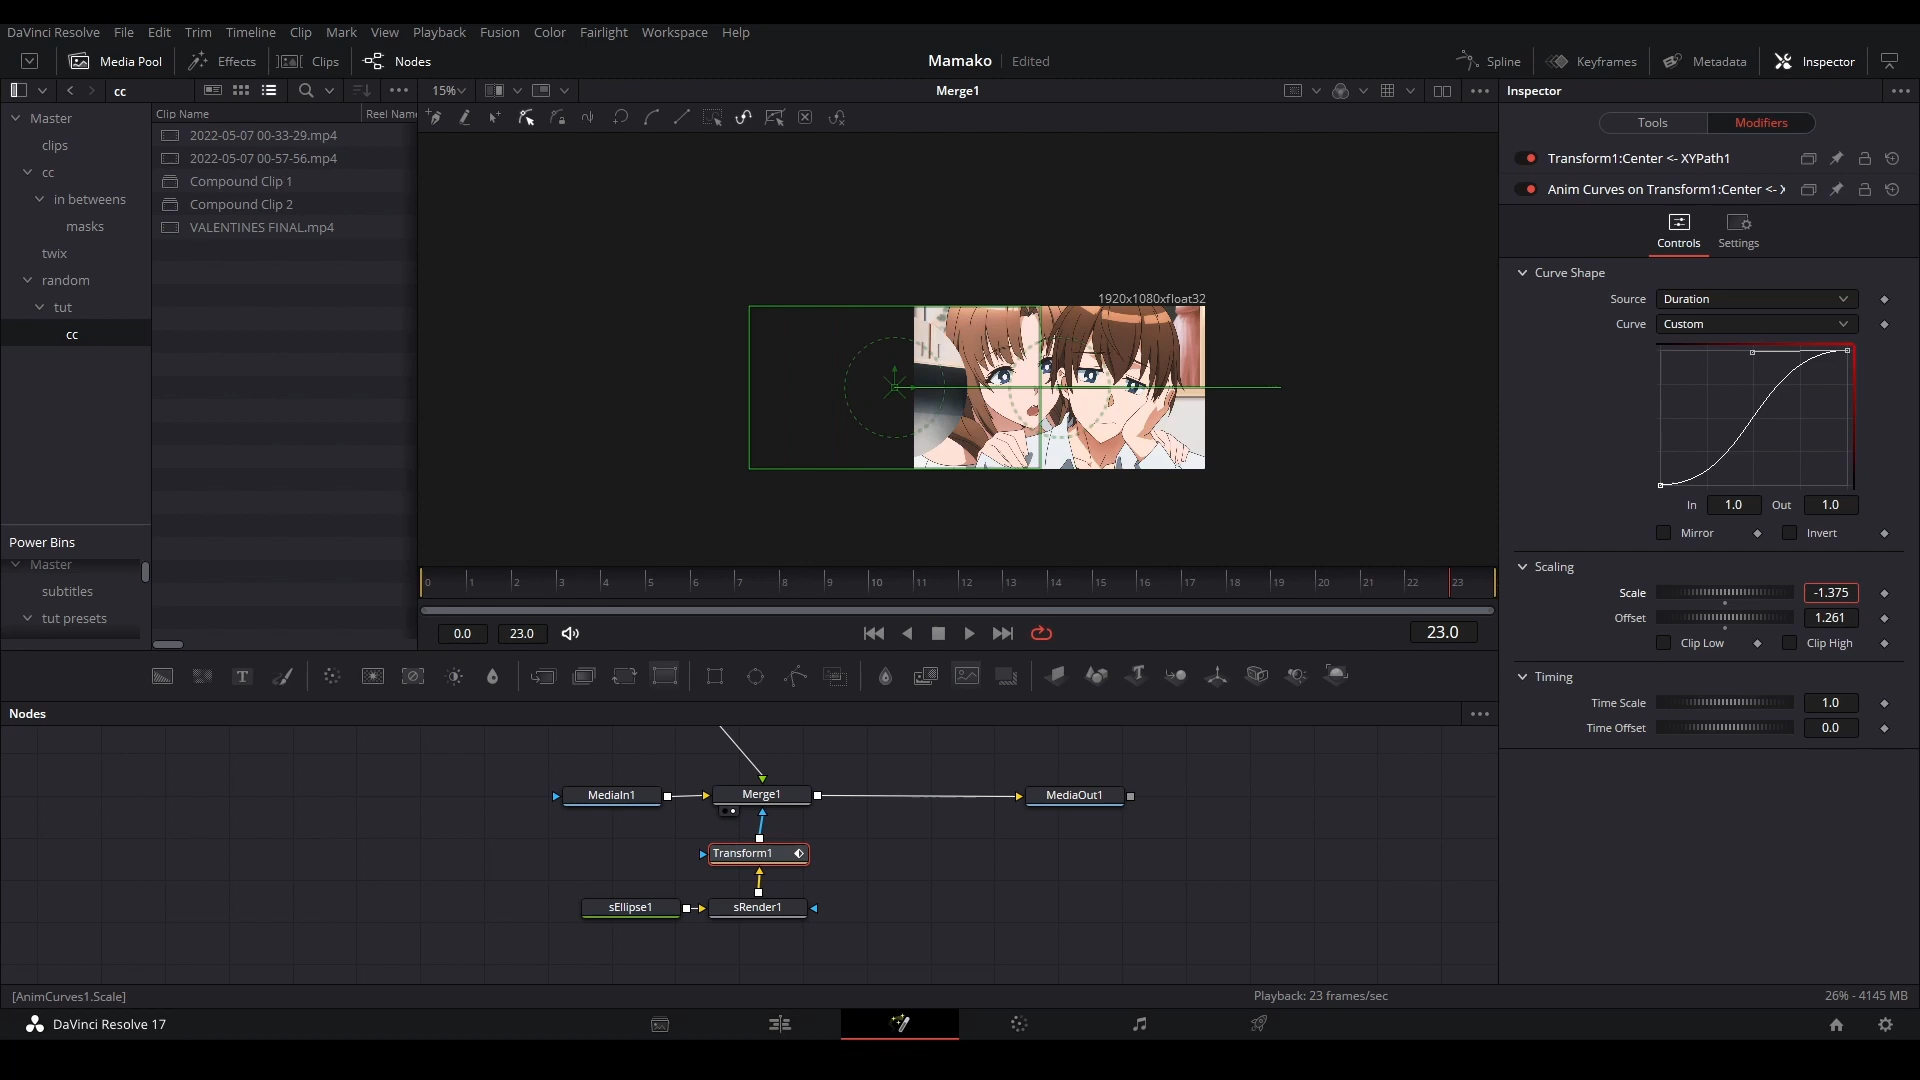 DaVinci Resolve File Edit Trim Timeline Clip Mark View Playback Fusion Color Fairlight Workspace Help
Media Pool Effects Clips Nodes Mamako Edited Spline Keyframes Metadata Inspector
cc 15% Merge1 Inspector
Clip Name Reel Name
Master
clips
cc
in betweens
masks
twix
random
tut
cc
2022-05-07 00-33-29.mp4
2022-05-07 00-57-56.mp4
Compound Clip 1
Compound Clip 2
VALENTINES FINAL.mp4
Power Bins
Master
subtitles
tut presets
1920x1080xfloat32
0 1 2 3 4 5 6 7 8 9 10 11 12 13 14 15 16 17 18 19 20 21 22 23
0.0 23.0 23.0
Tools Modifiers
Transform1:Center <- XYPath1
Anim Curves on Transform1:Center <- X
Controls Settings
Curve Shape
Source Duration
Curve Custom
In 1.0 Out 1.0
Mirror Invert
Scaling
Scale -1.375
Offset 1.261
Clip Low Clip High
Timing
Time Scale 1.0
Time Offset 0.0
Nodes
MediaIn1 Merge1 MediaOut1
Transform1
sEllipse1 sRender1
[AnimCurves1.Scale] Playback: 23 frames/sec 26% - 4145 MB
DaVinci Resolve 17